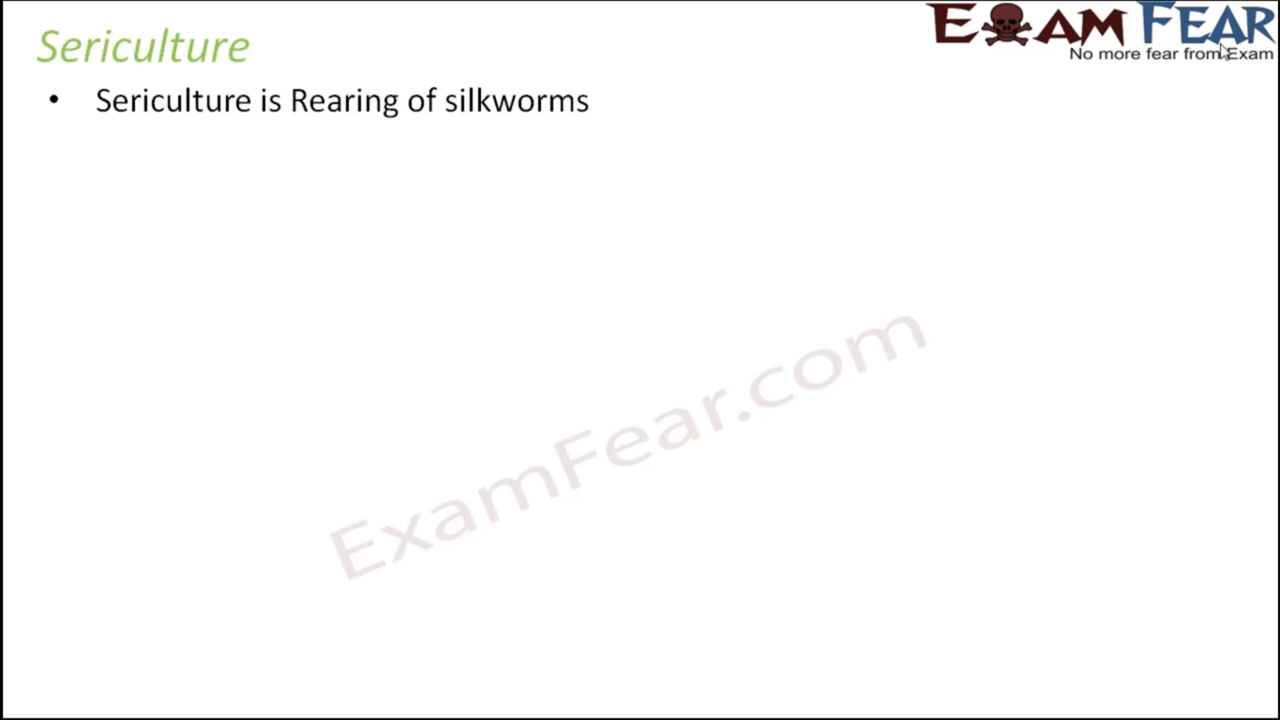 Sericulture
EXAM FEAR
No more fear from Exam
• Sericulture is Rearing of silkworms
ExamFear.com